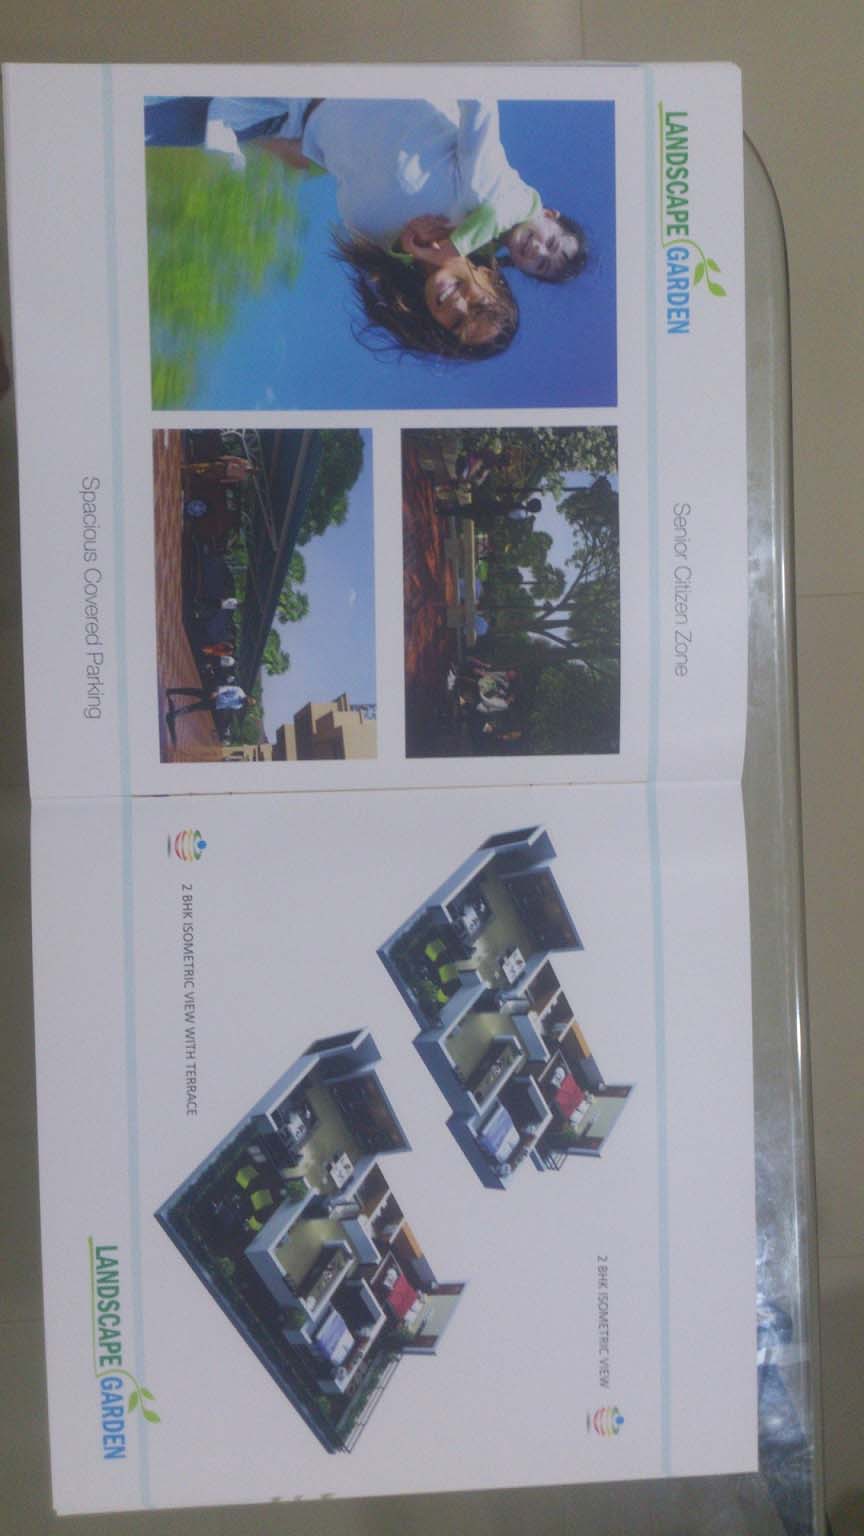 LANDSCAPE GARDEN
Senior Citizen Zone
Spacious Covered Parking
2 BHK ISOMETRIC VIEW
2 BHK ISOMETRIC VIEW WITH TERRACE
LANDSCAPE GARDEN